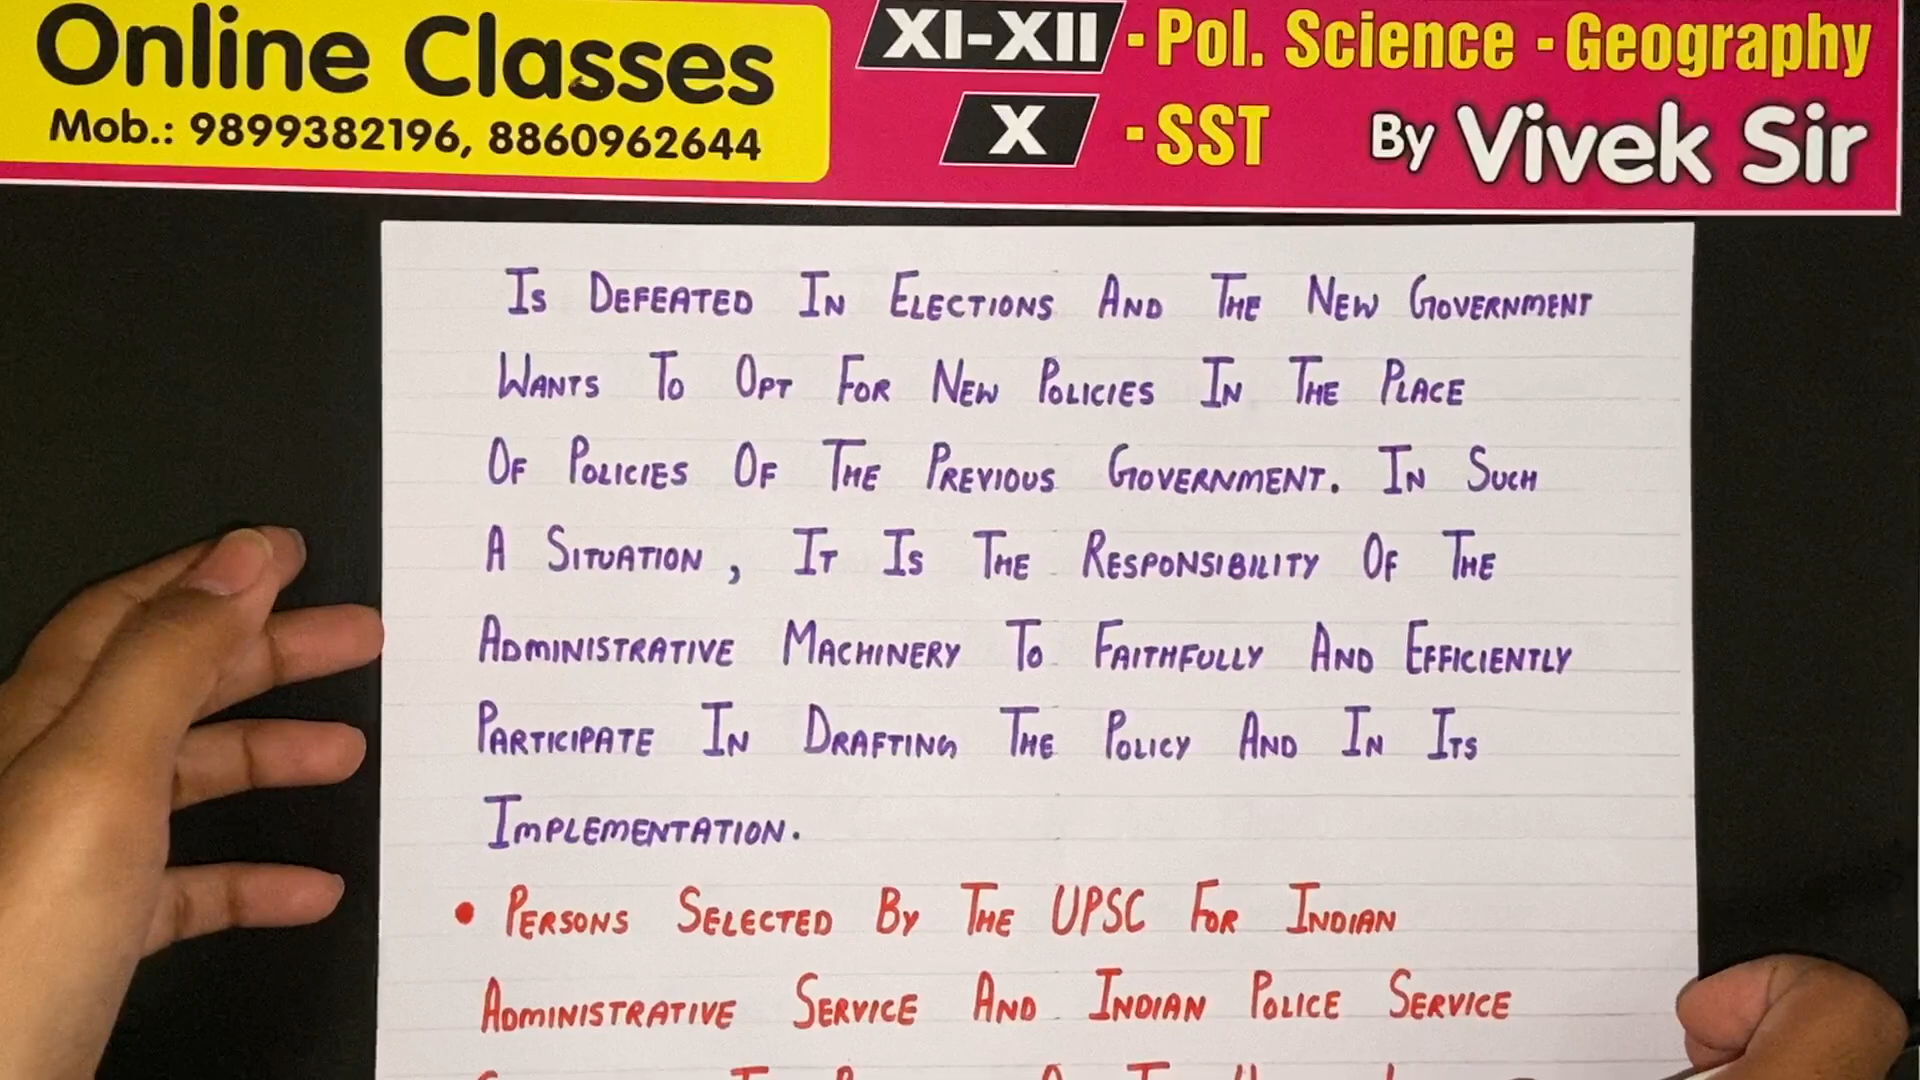 Online Classes
Mob.: 9899382196, 8860962644
XI-XII - Pol. Science - Geography
X - SST By Vivek Sir
IS DEFEATED IN ELECTIONS AND THE NEW GOVERNMENT
WANTS TO OPT FOR NEW POLICIES IN THE PLACE
OF POLICIES OF THE PREVIOUS GOVERNMENT. IN SUCH
A SITUATION, IT IS THE RESPONSIBILITY OF THE
ADMINISTRATIVE MACHINERY TO FAITHFULLY AND EFFICIENTLY
PARTICIPATE IN DRAFTING THE POLICY AND IN ITS
IMPLEMENTATION.
• PERSONS SELECTED BY THE UPSC FOR INDIAN
ADMINISTRATIVE SERVICE AND INDIAN POLICE SERVICE